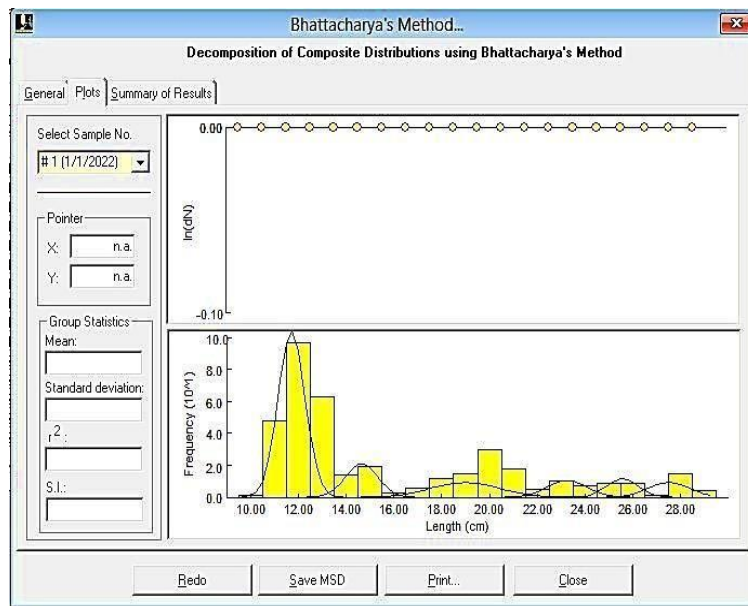 Bhattacharya's Method...
Decomposition of Composite Distributions using Bhattacharya's Method
General Plots Summary of Results
Select Sample No.
# 1 (1/1/2022)
Pointer
X: n.a.
Y: n.a.
Group Statistics
Mean:
Standard deviation:
r2 :
S.I.:
0.00
ln(dN)
-0.10
10.0
8.0
6.0
4.0
2.0
0.0
Frequency (10^1)
10.00 12.00 14.00 16.00 18.00 20.00 22.00 24.00 26.00 28.00
Length (cm)
Redo Save MSD Print... Close